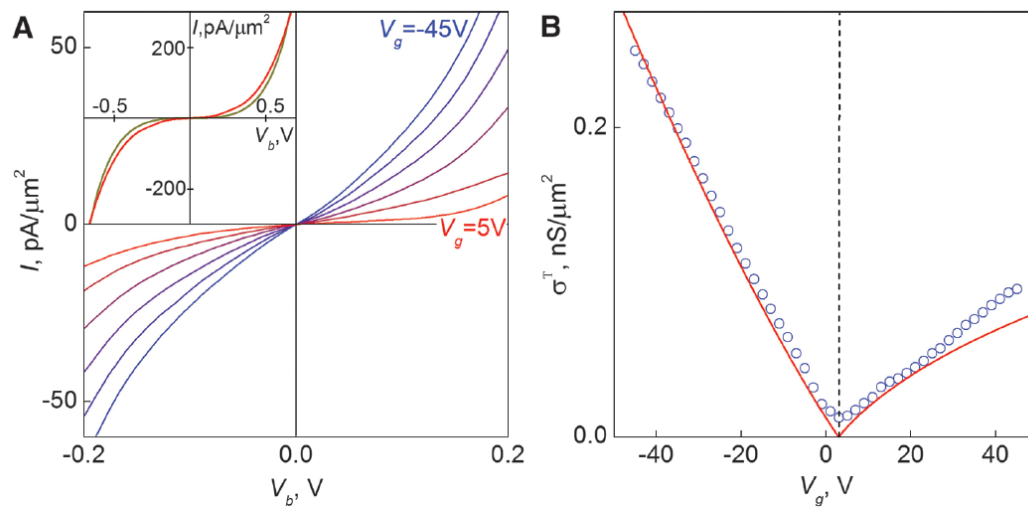 A
I, pA/μm²
50
0
-50
-0.2
0.0
0.2
V_b, V
V_g=-45V
V_g=5V
I, pA/μm²
200
-200
-0.5
0.5
V_b, V
B
σᵀ, nS/μm²
0.2
0.0
-40
-20
0
20
40
V_g, V